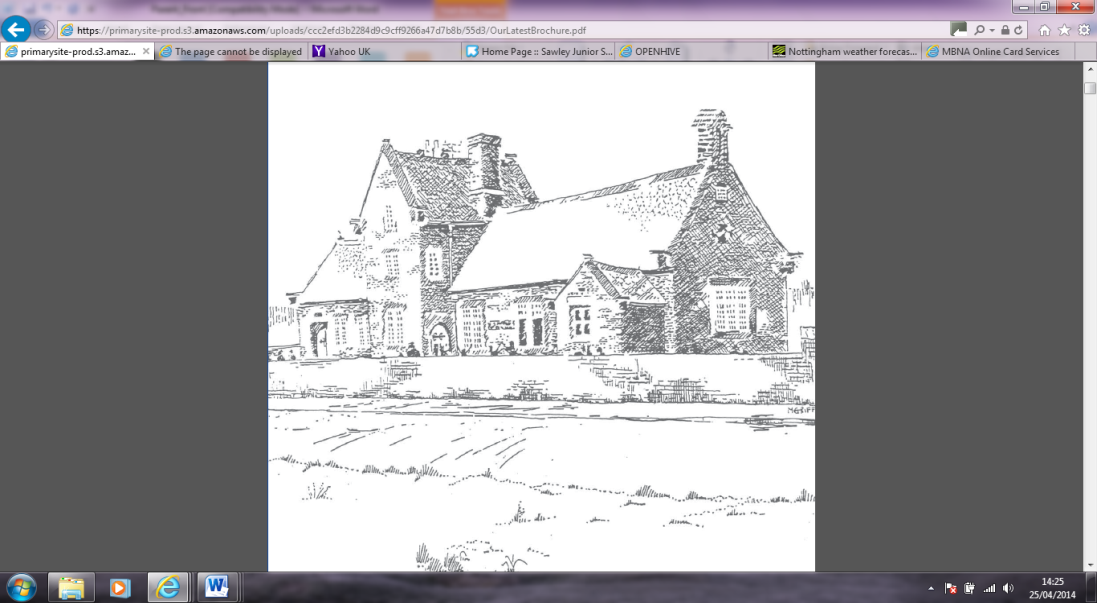 https://primarysite-prod.s3.amazonaws.com/uploads/ccc2efd3b2284d9c9cff9266a47d7b8b/55d3/OurLatestBrochure.pdf
primarysite-prod.s3.amaz... The page cannot be displayed Yahoo UK Home Page :: Sawley Junior S... OPENHIVE Nottingham weather forecas... MBNA Online Card Services
14:25
25/04/2014